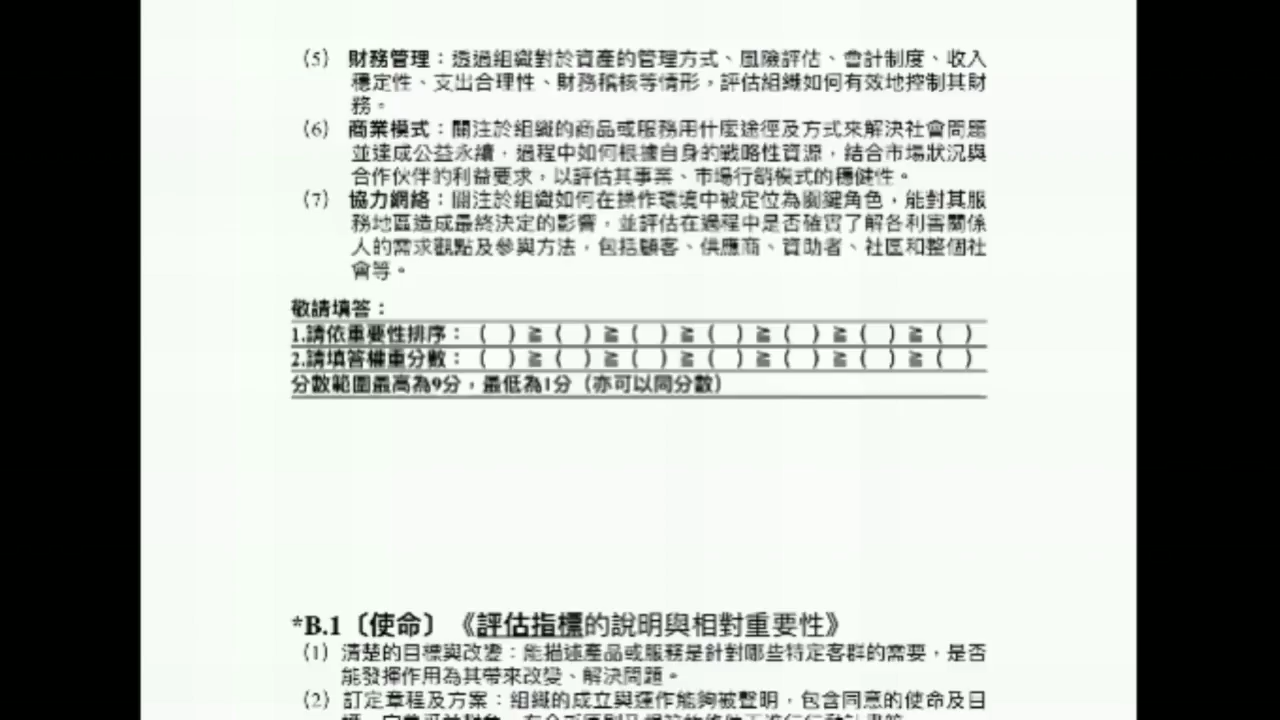 (5) 財務管理：透過組織對於資產的管理方式、風險評估、會計制度、收入
穩定性、支出合理性、財務稽核等情形，評估組織如何有效地控制其財
務。
(6) 商業模式：關注於組織的商品或服務用什麼途徑及方式來解決社會問題
並達成公益永續，過程中如何根據自身的戰略性資源，結合市場狀況與
合作伙伴的利益要求，以評估其事業、市場行銷模式的穩健性。
(7) 協力網絡：關注於組織如何在操作環境中被定位為關鍵角色，能對其服
務地區造成最終決定的影響，並評估在過程中是否確實了解各利害關係
人的需求觀點及參與方法，包括顧客、供應商、資助者、社區和整個社
會等。
敬請填答：
1.請依重要性排序：( ) ≧ ( ) ≧ ( ) ≧ ( ) ≧ ( ) ≧ ( ) ≧ ( )
2.請填答權重分數：( ) ≧ ( ) ≧ ( ) ≧ ( ) ≧ ( ) ≧ ( ) ≧ ( )
分數範圍最高為9分，最低為1分（亦可以同分數）
*B.1〔使命〕《評估指標的說明與相對重要性》
(1) 清楚的目標與改變：能描述產品或服務是針對哪些特定客群的需要，是否
能發揮作用為其帶來改變、解決問題。
(2) 訂定章程及方案：組織的成立與運作能夠被聲明，包含同意的使命及目